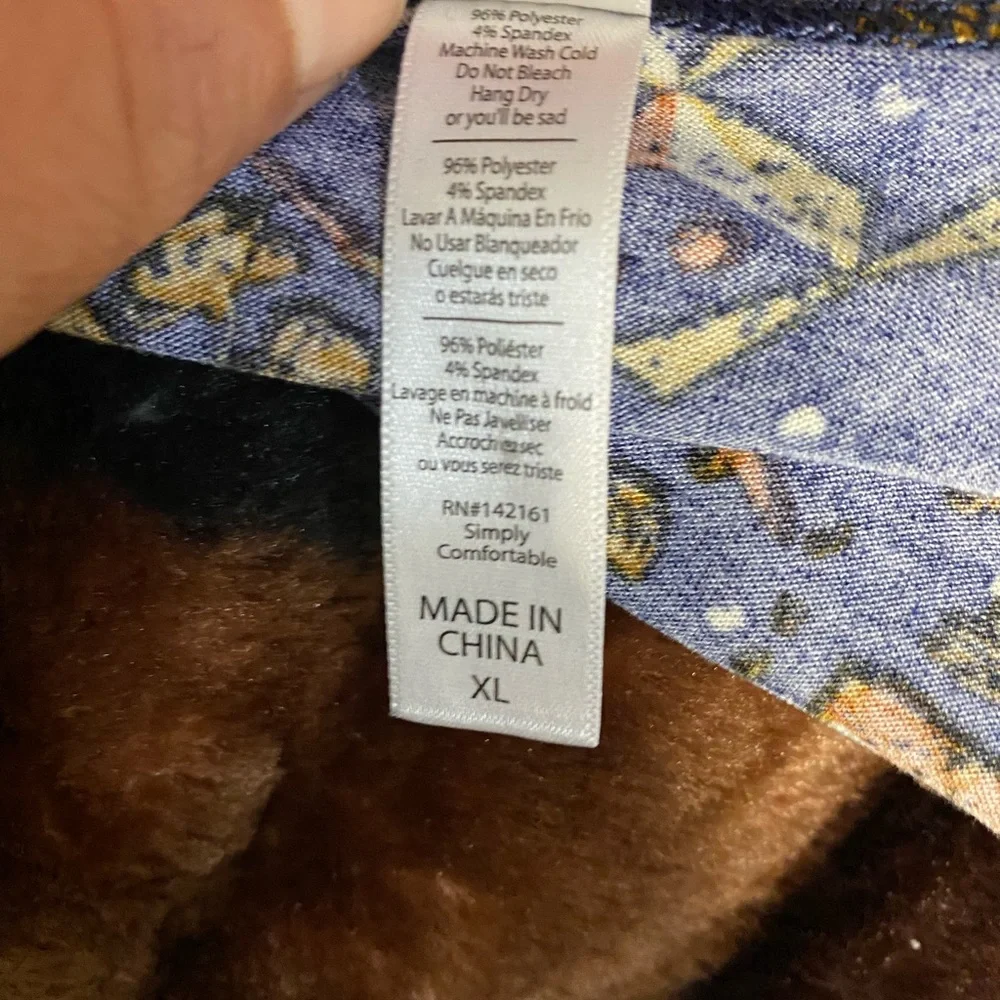 96% Polyester
4% Spandex
Machine Wash Cold
Do Not Bleach
Hang Dry
or you'll be sad
96% Polyester
4% Spandex
Lavar A Máquina En Frio
No Usar Blanqueador
Cuelgue en seco
o estarás triste
96% Poliéster
4% Spandex
Lavage en machine à froid
Ne Pas Javelliser
sec
ou vous serez triste
RN#142161
Simply
Comfortable
MADE IN
CHINA
XL